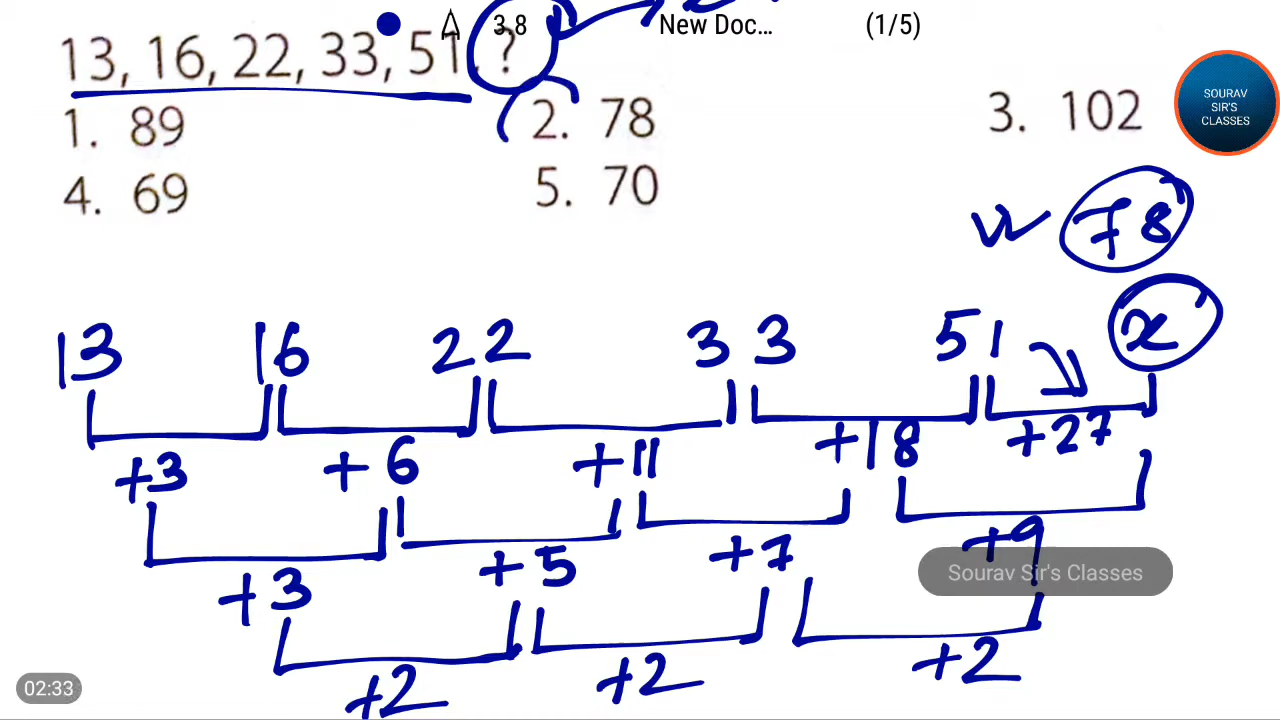 3.8 New Doc... (1/5)
13, 16, 22, 33, 51, ?
1. 89 2. 78 3. 102
4. 69 5. 70
SOURAV
SIR'S
CLASSES
78
13 16 22 33 51 x
+3 +6 +11 +18 +27
+3 +5 +7 +9
Sourav Sir's Classes
+2 +2 +2
02:33